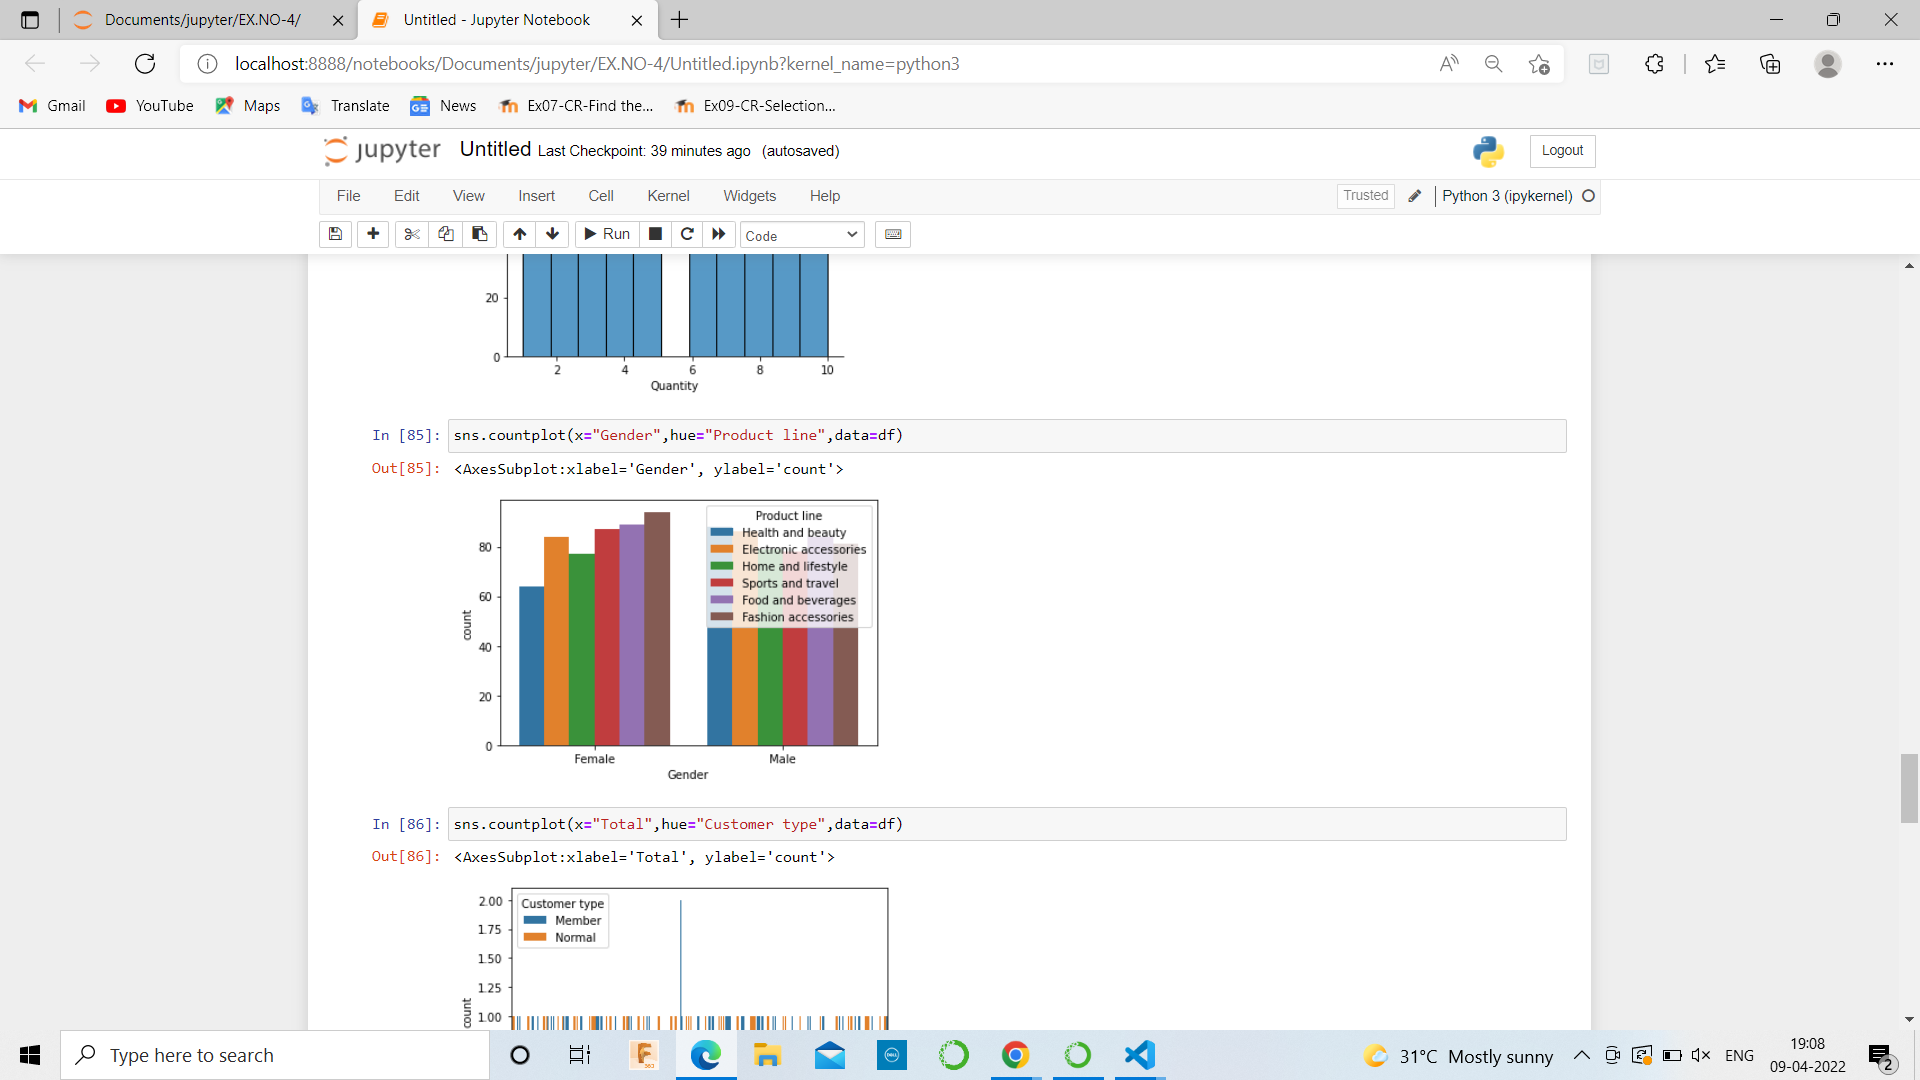 Documents/jupyter/EX.NO-4/
Untitled - Jupyter Notebook
localhost:8888/notebooks/Documents/jupyter/EX.NO-4/Untitled.ipynb?kernel_name=python3
Gmail YouTube Maps Translate News Ex07-CR-Find the... Ex09-CR-Selection...
jupyter Untitled Last Checkpoint: 39 minutes ago (autosaved)
Logout
File Edit View Insert Cell Kernel Widgets Help
Trusted Python 3 (ipykernel)
Run Code
20
0
2 4 6 8 10
Quantity
In [85]: sns.countplot(x="Gender",hue="Product line",data=df)
Out[85]: <AxesSubplot:xlabel='Gender', ylabel='count'>
Product line
Health and beauty
Electronic accessories
Home and lifestyle
Sports and travel
Food and beverages
Fashion accessories
80
60
40
20
0
count
Female Male
Gender
In [86]: sns.countplot(x="Total",hue="Customer type",data=df)
Out[86]: <AxesSubplot:xlabel='Total', ylabel='count'>
Customer type
Member
Normal
2.00
1.75
1.50
1.25
1.00
count
Type here to search
31°C Mostly sunny
ENG
19:08
09-04-2022
2